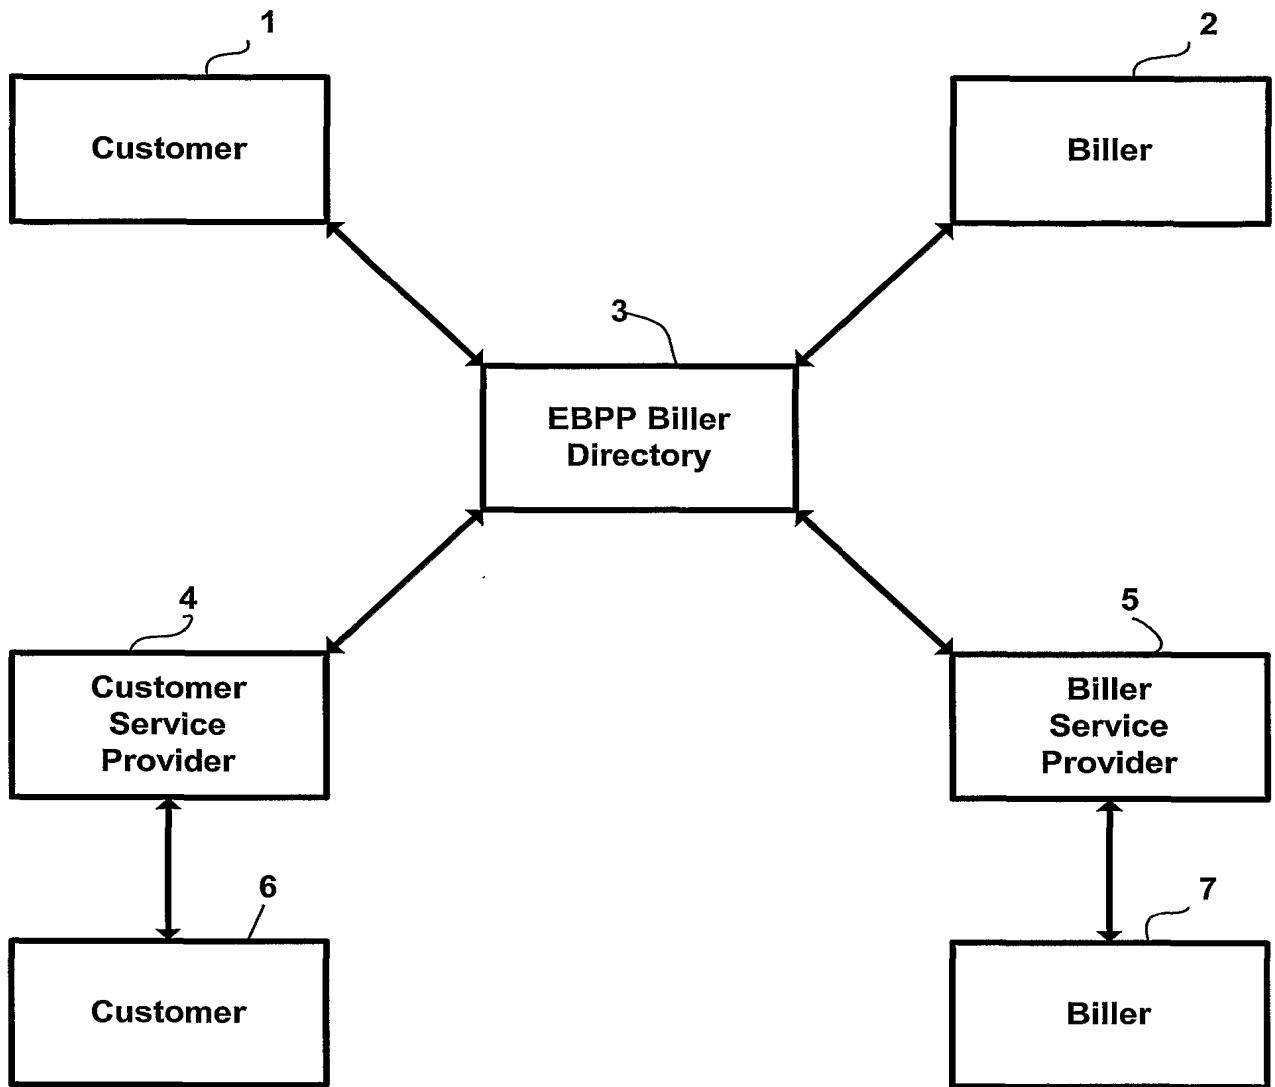 1
2
Customer
Biller
3
EBPP Biller
Directory
4
5
Customer
Service
Provider
Biller
Service
Provider
6
7
Customer
Biller